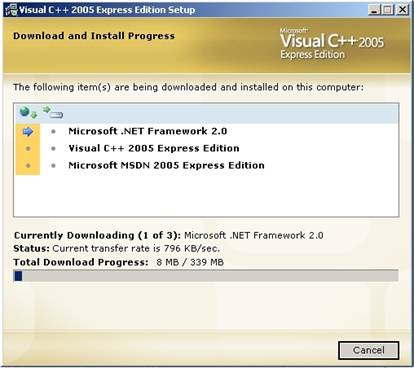 Visual C++ 2005 Express Edition Setup
Download and Install Progress
Microsoft
Visual C++ 2005
Express Edition
The following item(s) are being downloaded and installed on this computer:
Microsoft .NET Framework 2.0
Visual C++ 2005 Express Edition
Microsoft MSDN 2005 Express Edition
Currently Downloading (1 of 3): Microsoft .NET Framework 2.0
Status: Current transfer rate is 796 KB/sec.
Total Download Progress: 8 MB / 339 MB
Cancel